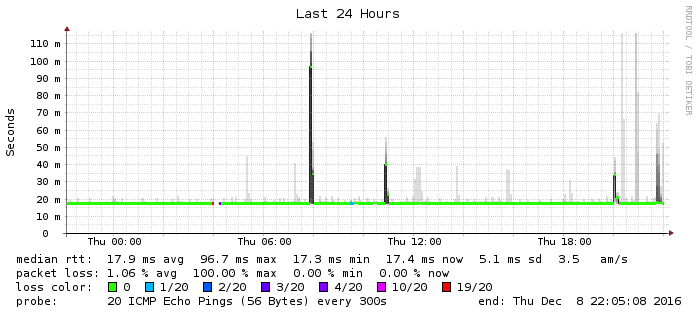 Last 24 Hours
RRDTOOL / TOBI OETIKER
Seconds
110 m
100 m
90 m
80 m
70 m
60 m
50 m
40 m
30 m
20 m
10 m
0
Thu 00:00 Thu 06:00 Thu 12:00 Thu 18:00
median rtt: 17.9 ms avg 96.7 ms max 17.3 ms min 17.4 ms now 5.1 ms sd 3.5 am/s
packet loss: 1.06 % avg 100.00 % max 0.00 % min 0.00 % now
loss color: 0 1/20 2/20 3/20 4/20 10/20 19/20
probe: 20 ICMP Echo Pings (56 Bytes) every 300s end: Thu Dec 8 22:05:08 2016